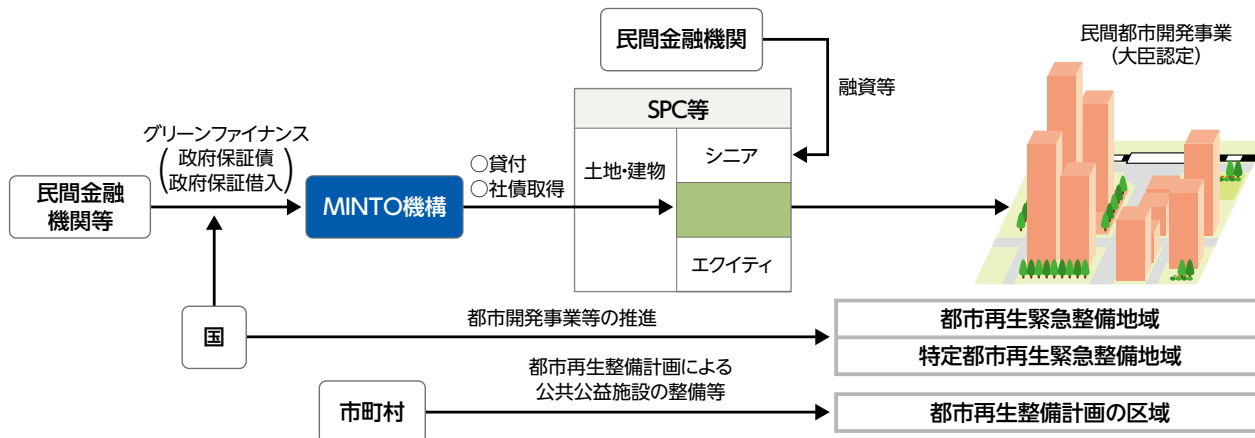 民間金融機関
民間都市開発事業
(大臣認定)
融資等
SPC等
グリーンファイナンス
(政府保証債
政府保証借入)
○貸付
○社債取得
土地・建物
シニア
民間金融
機関等
MINTO機構
エクイティ
国
都市開発事業等の推進
都市再生緊急整備地域
特定都市再生緊急整備地域
都市再生整備計画による
公共公益施設の整備等
市町村
都市再生整備計画の区域